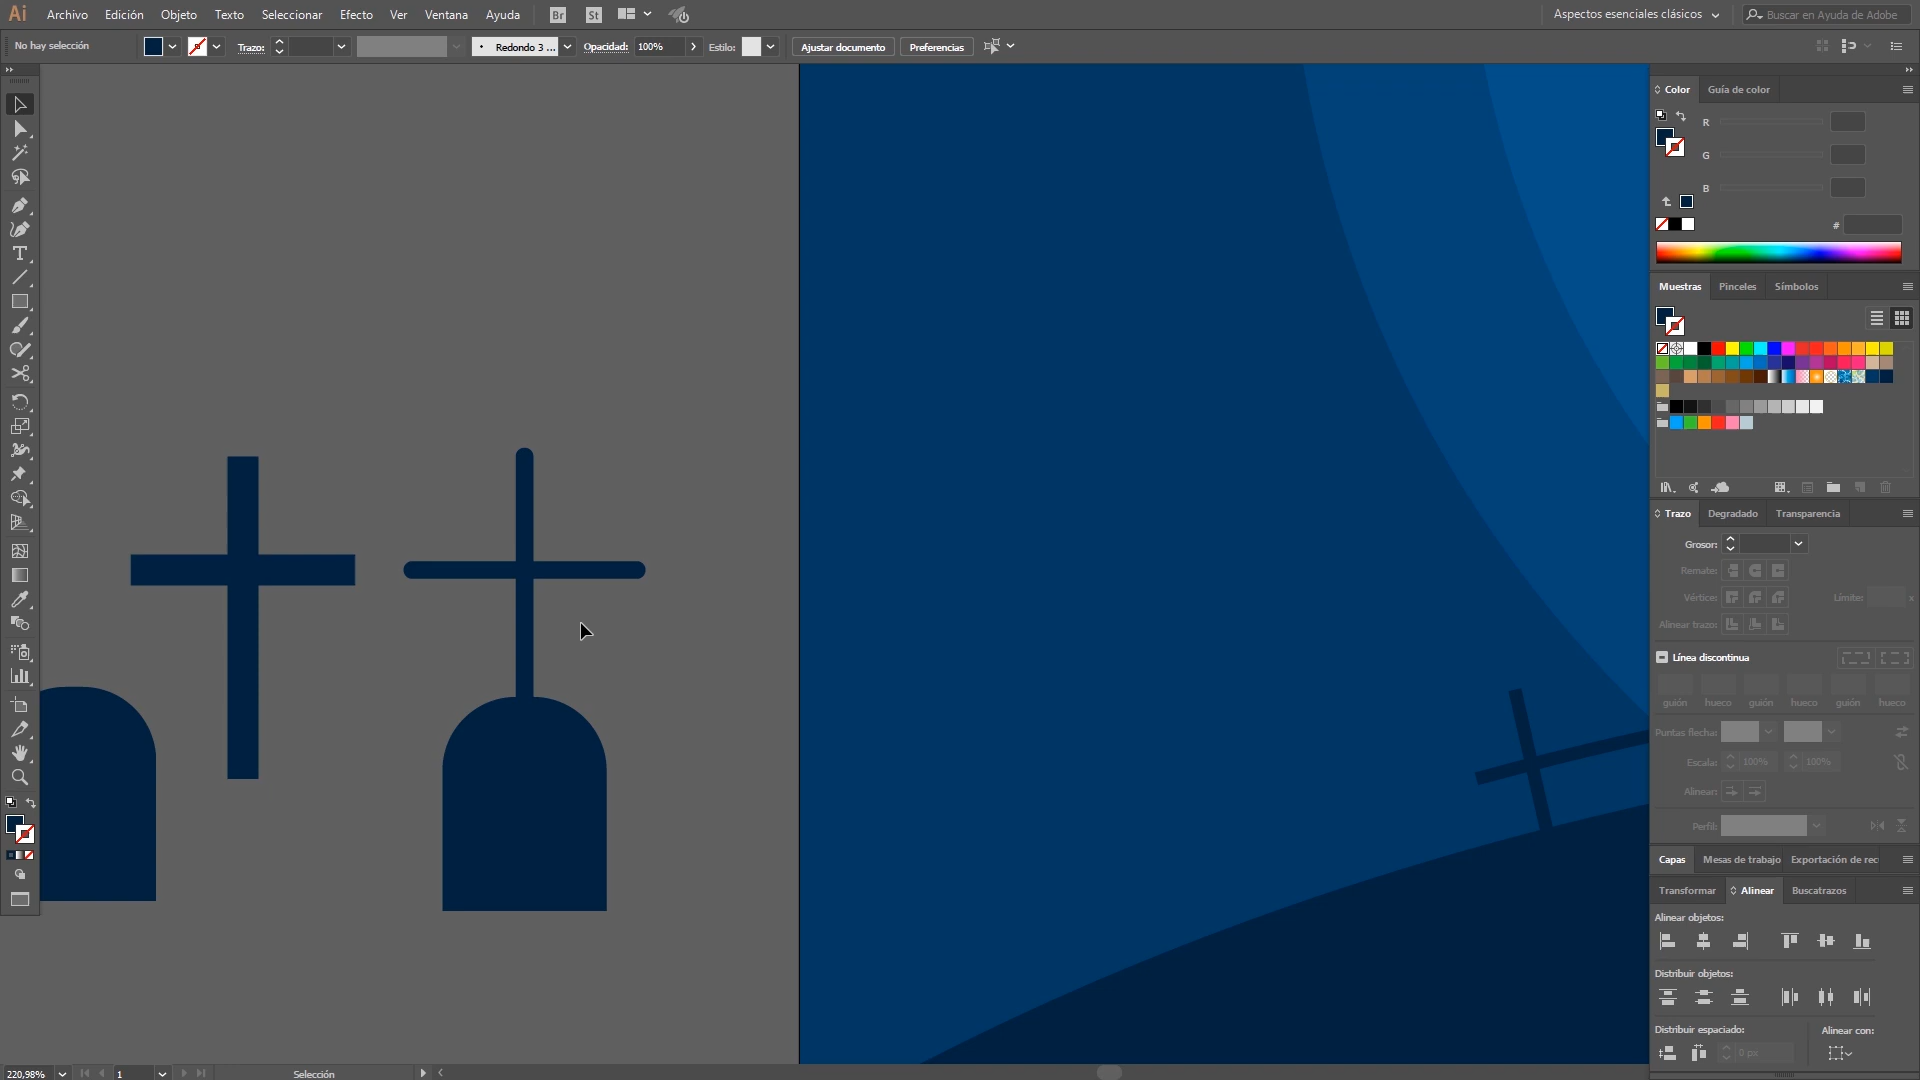 Ai Archivo Edición Objeto Texto Seleccionar Efecto Ver Ventana Ayuda Br St Aspectos esenciales clásicos Buscar en Ayuda de Adobe
No hay selección Trazo: Redondo 3 ... Opacidad: 100% Estilo: Ajustar documento Preferencias
Color Guía de color
R
G
B
#
Muestras Pinceles Símbolos
Trazo Degradado Transparencia
Grosor:
Remate:
Vértice: Límite: x
Alinear trazo:
Línea discontinua
guión hueco guión hueco guión hueco
Puntas flecha:
Escala: 100% 100%
Alinear:
Perfil:
Capas Mesas de trabajo Exportación de rec
Transformar Alinear Buscatrazos
Alinear objetos:
Distribuir objetos:
Distribuir espaciado: Alinear con:
0 px
220,98% 1 Selección